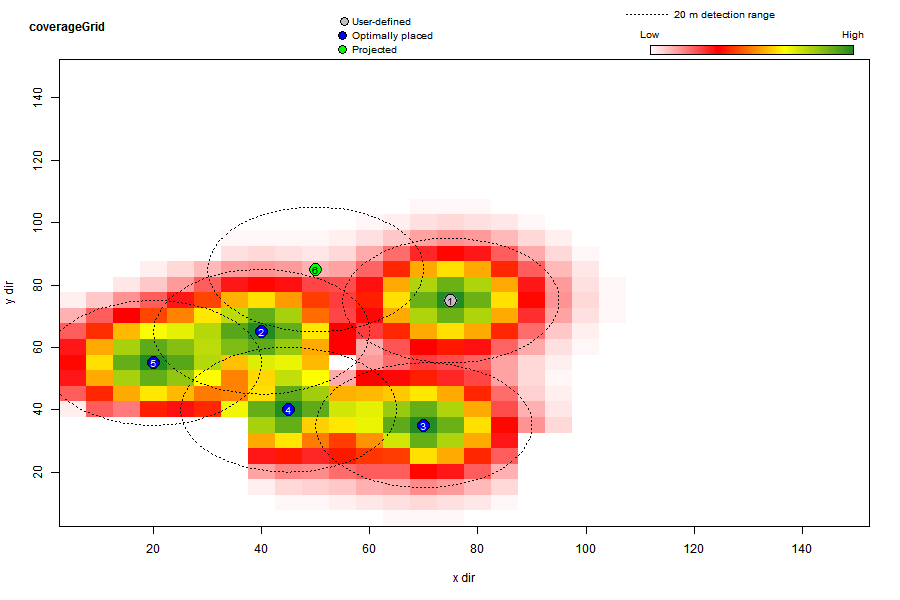 coverageGrid
User-defined
Optimally placed
Projected
20 m detection range
Low
High
y dir
140
120
100
80
60
40
20
6
1
2
5
4
3
20
40
60
80
100
120
140
x dir